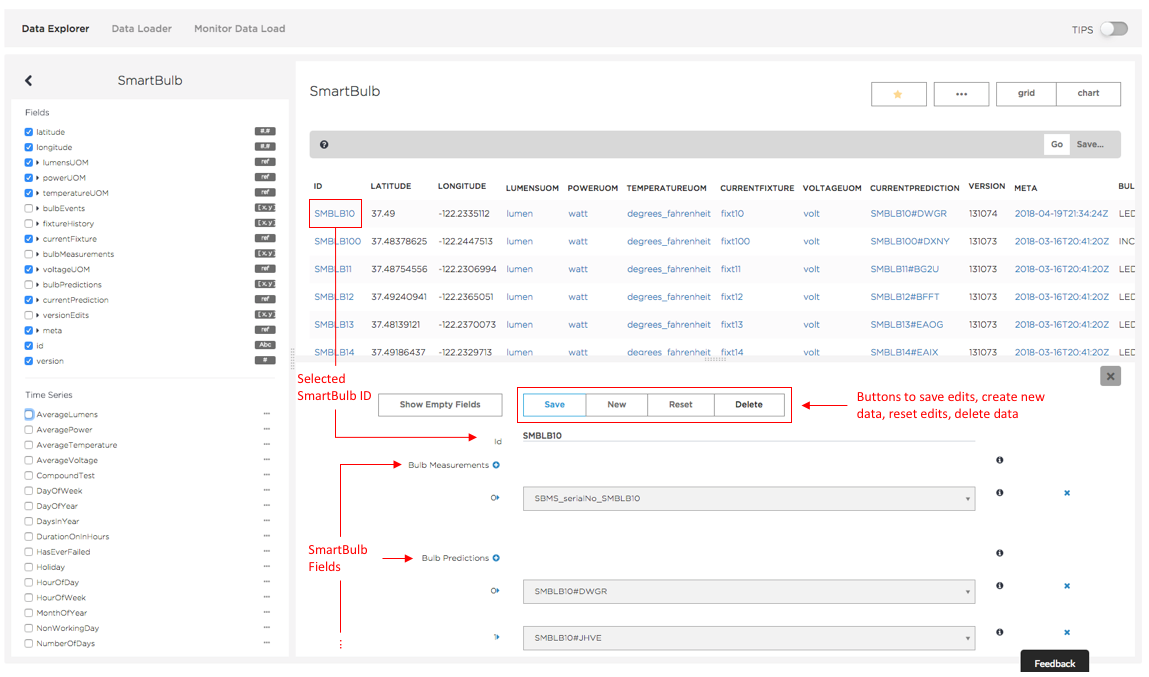 Data Explorer Data Loader Monitor Data Load TIPS
SmartBulb
Fields
latitude #.#
longitude #.#
lumensUOM ref
powerUOM ref
temperatureUOM ref
bulbEvents [x,y]
fixtureHistory [x,y]
currentFixture ref
bulbMeasurements [x,y]
voltageUOM ref
bulbPredictions [x,y]
currentPrediction ref
versionEdits [x,y]
meta ref
id Abc
version #
Time Series
AverageLumens ...
AveragePower ...
AverageTemperature ...
AverageVoltage ...
CompoundTest ...
DayOfWeek ...
DayOfYear ...
DaysInYear ...
DurationOnInHours ...
HasEverFailed ...
Holiday ...
HourOfDay ...
HourOfWeek ...
MonthOfYear ...
NonWorkingDay ...
NumberOfDays ...
SmartBulb
... grid chart
? Go Save...
ID LATITUDE LONGITUDE LUMENSUOM POWERUOM TEMPERATUREUOM CURRENTFIXTURE VOLTAGEUOM CURRENTPREDICTION VERSION META BUL
SMBLB10 37.49 -122.2335112 lumen watt degrees_fahrenheit fixt10 volt SMBLB10#DWGR 131074 2018-04-19T21:34:24Z LED
SMBLB100 37.48378625 -122.2447513 lumen watt degrees_fahrenheit fixt100 volt SMBLB100#DXNY 131073 2018-03-16T20:41:20Z INC
SMBLB11 37.48754556 -122.2306994 lumen watt degrees_fahrenheit fixt11 volt SMBLB11#BG2U 131073 2018-03-16T20:41:20Z LED
SMBLB12 37.49240941 -122.2365051 lumen watt degrees_fahrenheit fixt12 volt SMBLB12#BFFT 131073 2018-03-16T20:41:20Z LED
SMBLB13 37.48139121 -122.2370073 lumen watt degrees_fahrenheit fixt13 volt SMBLB13#EAOG 131073 2018-03-16T20:41:20Z LED
SMBLB14 37.49186437 -122.2329713 lumen watt degrees_fahrenheit fixt14 volt SMBLB14#EAIX 131073 2018-03-16T20:41:20Z LED
Selected
SmartBulb ID
Show Empty Fields Save New Reset Delete
Buttons to save edits, create new
data, reset edits, delete data
Id SMBLB10
Bulb Measurements
0 SBMS_serialNo_SMBLB10
SmartBulb
Fields
Bulb Predictions
0 SMBLB10#DWGR
1 SMBLB10#JHVE
Feedback